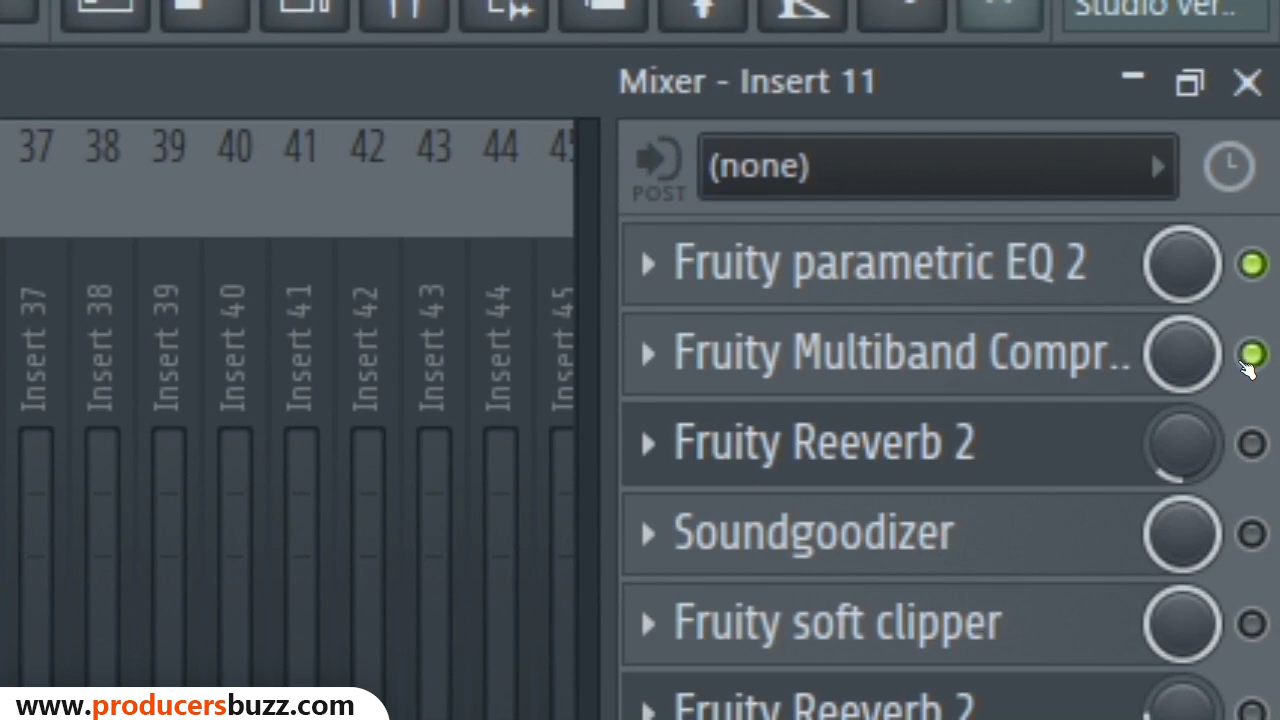 Studio ver..
Mixer - Insert 11
37 38 39 40 41 42 43 44 45
POST
(none)
Fruity parametric EQ 2
Fruity Multiband Compr..
Fruity Reeverb 2
Soundgoodizer
Fruity soft clipper
Fruity Reeverb 2
Insert 37
Insert 38
Insert 39
Insert 40
Insert 41
Insert 42
Insert 43
Insert 44
Insert 45
www.producersbuzz.com